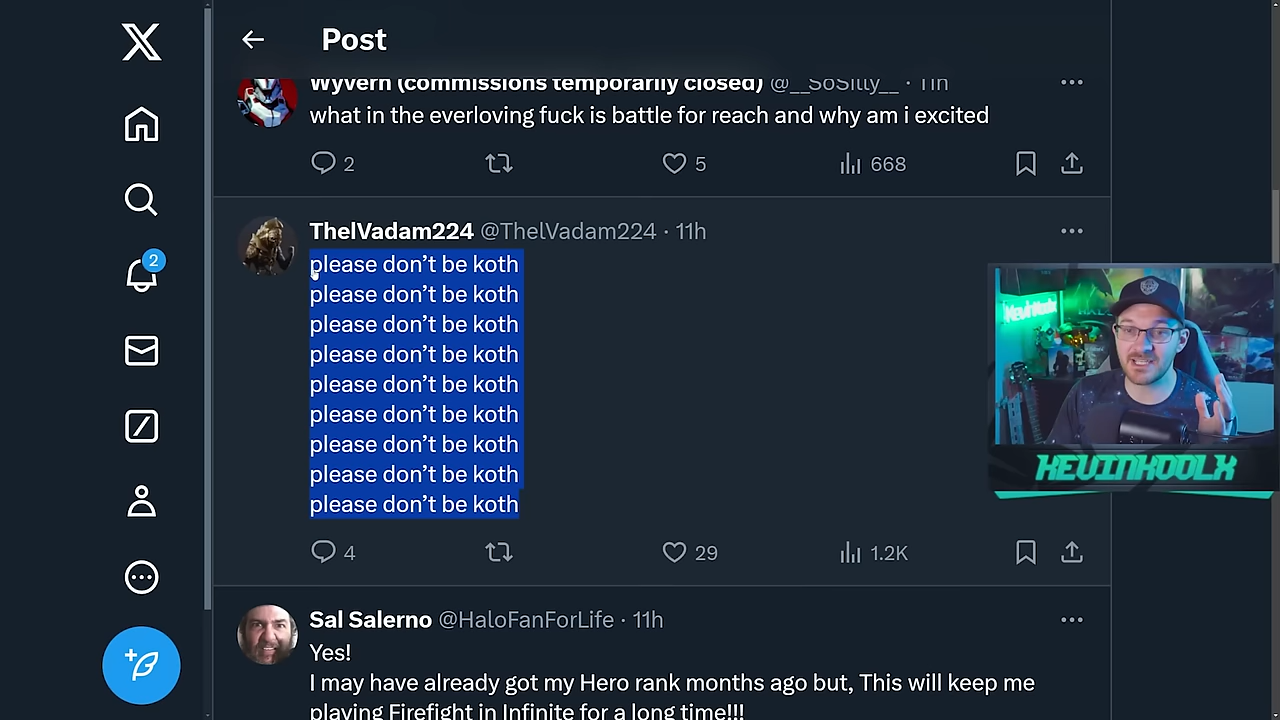 Post
Wyvern (commissions temporarily closed) @__SoSilly__ · 11h
what in the everloving fuck is battle for reach and why am i excited
2 5 668
2
ThelVadam224 @ThelVadam224 · 11h
please don’t be koth
please don’t be koth
please don’t be koth
please don’t be koth
please don’t be koth
please don’t be koth
please don’t be koth
please don’t be koth
please don’t be koth
4 29 1.2K
KevinKoolx
KEVINKOOLX
Sal Salerno @HaloFanForLife · 11h
Yes!
I may have already got my Hero rank months ago but, This will keep me
playing Firefight in Infinite for a long time!!!